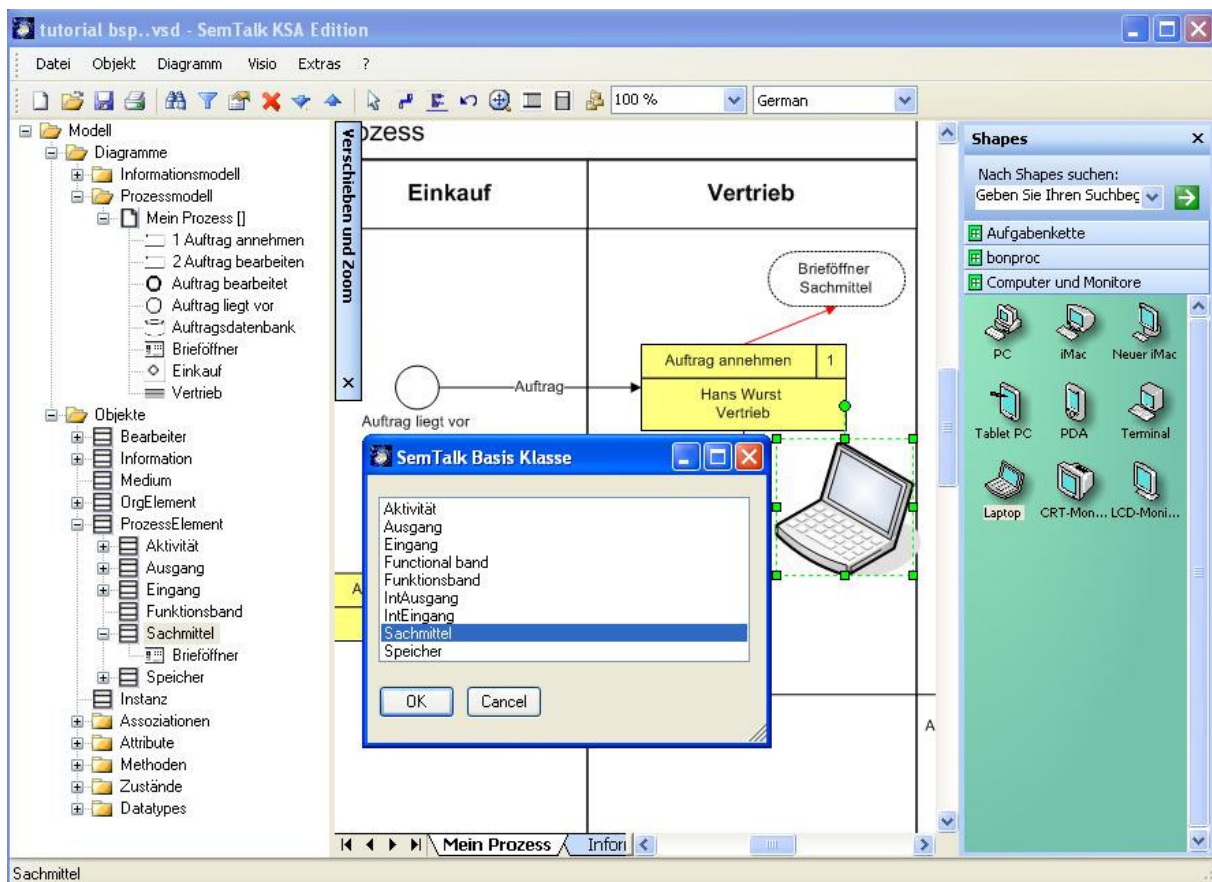 tutorial bsp..vsd - SemTalk KSA Edition
Datei Objekt Diagramm Visio Extras ?
100 % German
Modell
Diagramme
Informationsmodell
Prozessmodell
Mein Prozess []
1 Auftrag annehmen
2 Auftrag bearbeiten
Auftrag bearbeitet
Auftrag liegt vor
Auftragsdatenbank
Brieföffner
Einkauf
Vertrieb
Objekte
Bearbeiter
Information
Medium
OrgElement
ProzessElement
Aktivität
Ausgang
Eingang
Funktionsband
Sachmittel
Brieföffner
Speicher
Instanz
Assoziationen
Attribute
Methoden
Zustände
Datatypes
Verschieben und Zoom
ozess
Einkauf
Vertrieb
Brieföffner
Sachmittel
Auftrag annehmen 1
Hans Wurst
Vertrieb
Auftrag
Auftrag liegt vor
A
A
SemTalk Basis Klasse
Aktivität
Ausgang
Eingang
Functional band
Funktionsband
IntAusgang
IntEingang
Sachmittel
Speicher
OK Cancel
Mein Prozess Infor
Shapes
Nach Shapes suchen:
Geben Sie Ihren Suchbeg
Aufgabenkette
bonproc
Computer und Monitore
PC iMac Neuer iMac
Tablet PC PDA Terminal
Laptop CRT-Mon... LCD-Moni...
Sachmittel